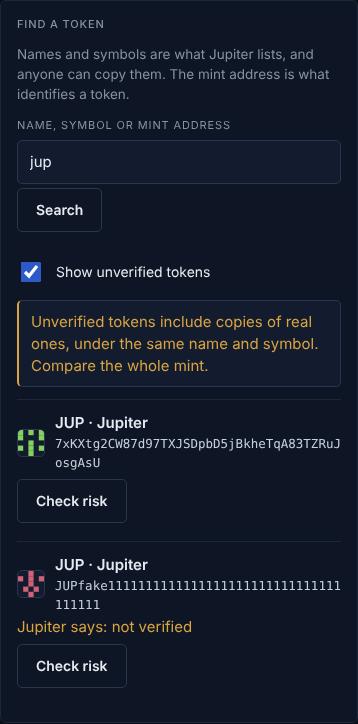 FIND A TOKEN
Names and symbols are what Jupiter lists, and
anyone can copy them. The mint address is what
identifies a token.
NAME, SYMBOL OR MINT ADDRESS
jup
Search
Show unverified tokens
Unverified tokens include copies of real
ones, under the same name and symbol.
Compare the whole mint.
JUP · Jupiter
7xKXtg2CW87d97TXJSDpbD5jBkheTqA83TZRuJ
osgAsU
Check risk
JUP · Jupiter
JUPfake1111111111111111111111111111111
111111
Jupiter says: not verified
Check risk